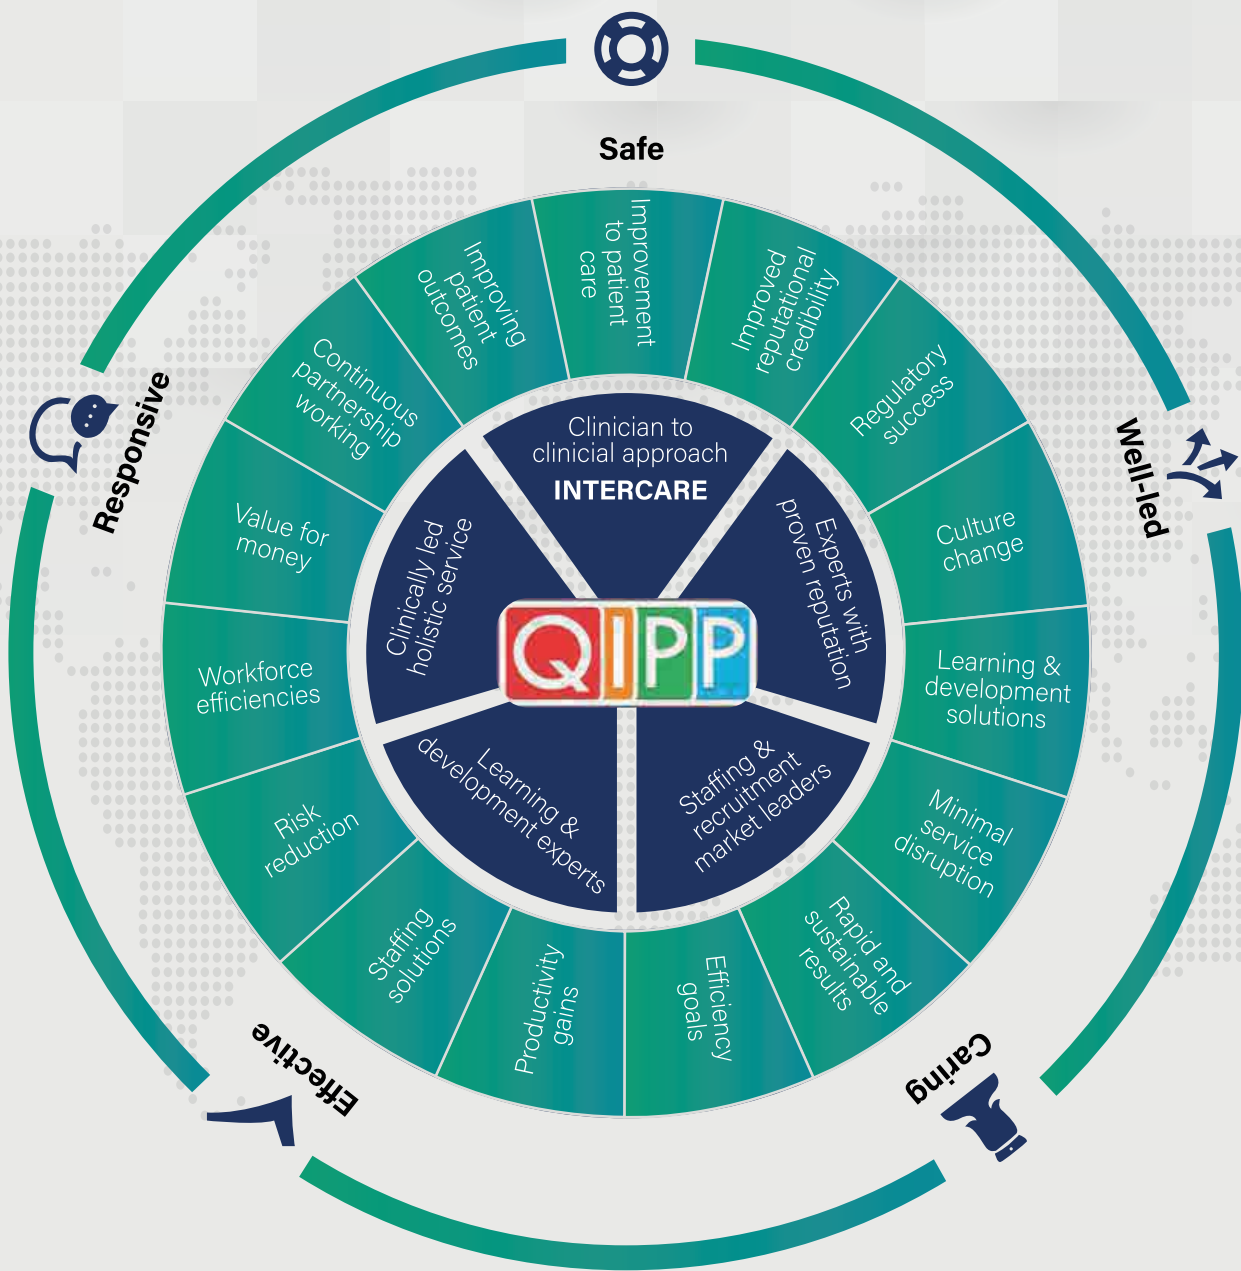 Safe
Well-led
Caring
Effective
Responsive
Improvement
to patient
care
Improved
reputational
credibility
Regulatory
success
Culture
change
Learning &
development
solutions
Minimal
service
disruption
Rapid and
sustainable
results
Efficiency
goals
Productivity
gains
Staffing
solutions
Risk
reduction
Workforce
efficiencies
Value for
money
Continuous
partnership
working
Improving
patient
outcomes
Clinician to
clinicial approach
INTERCARE
Experts with
proven reputation
Staffing &
recruitment
market leaders
Learning &
development experts
Clinically led
holistic service
QIPP